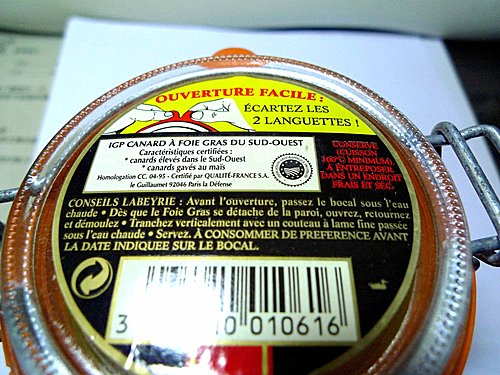 OUVERTURE FACILE :
ÉCARTEZ LES
2 LANGUETTES !
IGP CANARD À FOIE GRAS DU SUD-OUEST
Caractéristiques certifiées :
* canards élevés dans le Sud-Ouest
* canards gavés au maïs
Homologation CC. 04-95 - Certifié par QUALITÉ-FRANCE S.A.
le Guillaumet 92046 Paris la Défense
CONSERVE
(CUISSON
100°C MINIMUM)
À ENTREPOSER
DANS UN ENDROIT
FRAIS ET SEC.
CONSEILS LABEYRIE : Avant l'ouverture, passez le bocal sous l'eau
chaude • Dès que le Foie Gras se détache de la paroi, ouvrez, retournez
et démoulez • Tranchez verticalement avec un couteau à lame fine passée
sous l'eau chaude • Servez. À CONSOMMER DE PREFERENCE AVANT
LA DATE INDIQUEE SUR LE BOCAL.
3 0 010616